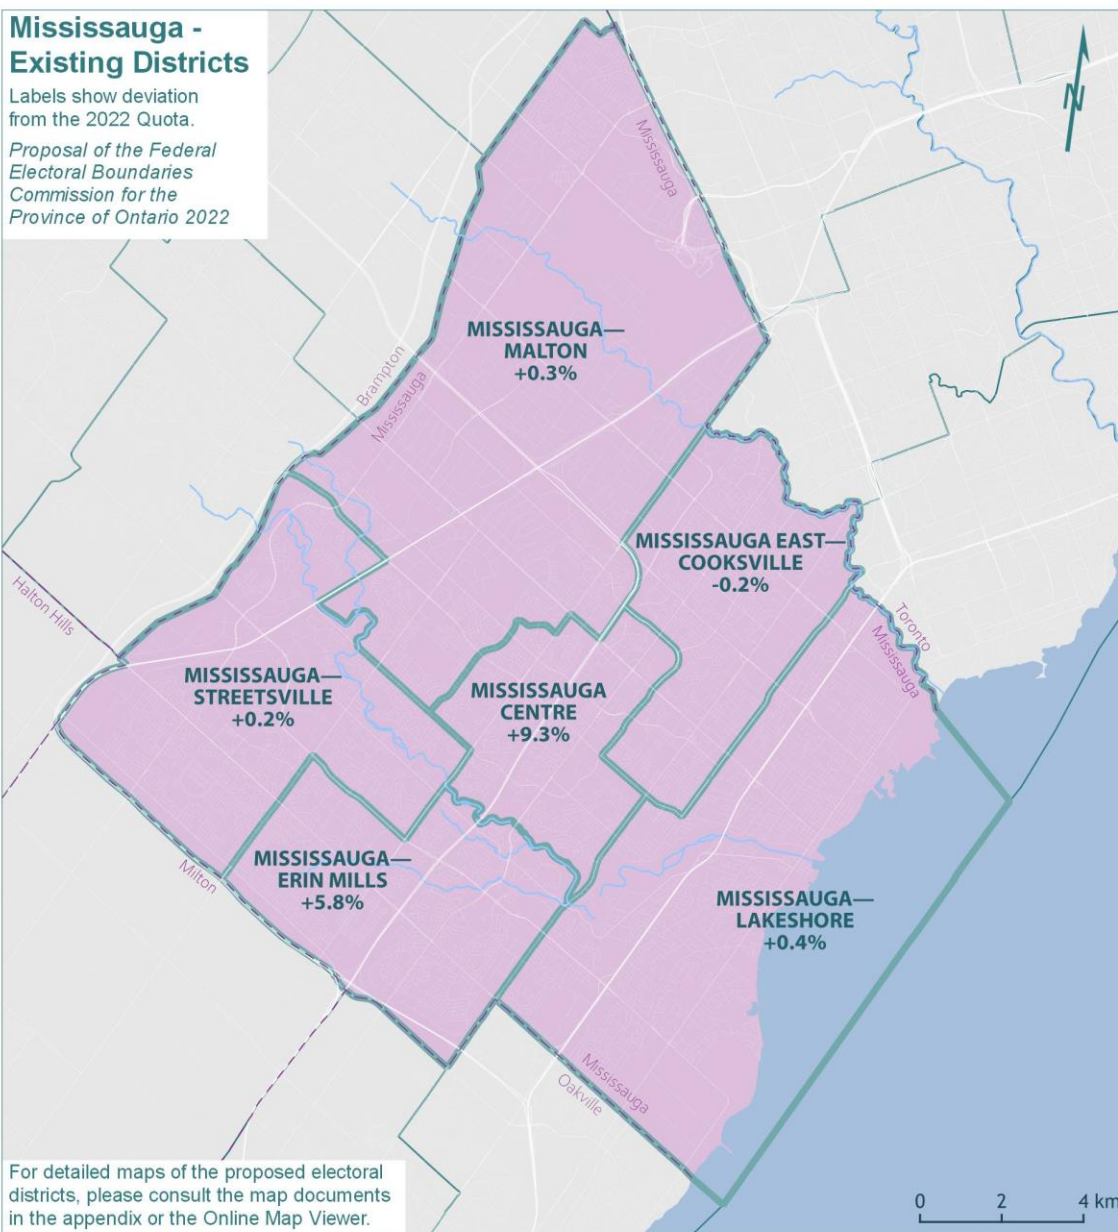 Mississauga -
Existing Districts
Labels show deviation
from the 2022 Quota.
Proposal of the Federal
Electoral Boundaries
Commission for the
Province of Ontario 2022
N
Mississauga
MISSISSAUGA—
MALTON
+0.3%
Brampton
Mississauga
MISSISSAUGA EAST—
COOKSVILLE
-0.2%
Halton Hills
Toronto
Mississauga
MISSISSAUGA—
STREETSVILLE
+0.2%
MISSISSAUGA
CENTRE
+9.3%
MISSISSAUGA—
ERIN MILLS
+5.8%
Milton
MISSISSAUGA—
LAKESHORE
+0.4%
Mississauga
Oakville
For detailed maps of the proposed electoral
districts, please consult the map documents
in the appendix or the Online Map Viewer.
0 2 4 km